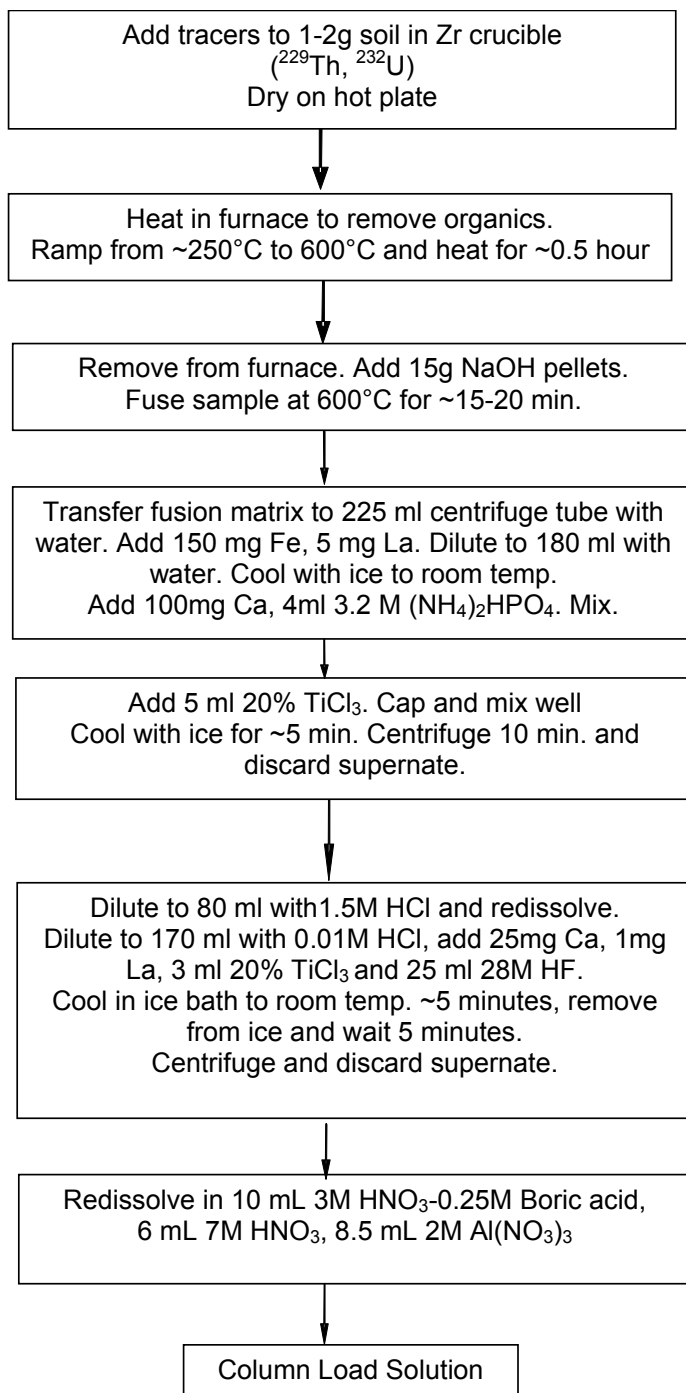 Add tracers to 1-2g soil in Zr crucible
(²²⁹Th, ²³²U)
Dry on hot plate
Heat in furnace to remove organics.
Ramp from ~250°C to 600°C and heat for ~0.5 hour
Remove from furnace. Add 15g NaOH pellets.
Fuse sample at 600°C for ~15-20 min.
Transfer fusion matrix to 225 ml centrifuge tube with
water. Add 150 mg Fe, 5 mg La. Dilute to 180 ml with
water. Cool with ice to room temp.
Add 100mg Ca, 4ml 3.2 M (NH₄)₂HPO₄. Mix.
Add 5 ml 20% TiCl₃. Cap and mix well
Cool with ice for ~5 min. Centrifuge 10 min. and
discard supernate.
Dilute to 80 ml with1.5M HCl and redissolve.
Dilute to 170 ml with 0.01M HCl, add 25mg Ca, 1mg
La, 3 ml 20% TiCl₃ and 25 ml 28M HF.
Cool in ice bath to room temp. ~5 minutes, remove
from ice and wait 5 minutes.
Centrifuge and discard supernate.
Redissolve in 10 mL 3M HNO₃-0.25M Boric acid,
6 mL 7M HNO₃, 8.5 mL 2M Al(NO₃)₃
Column Load Solution